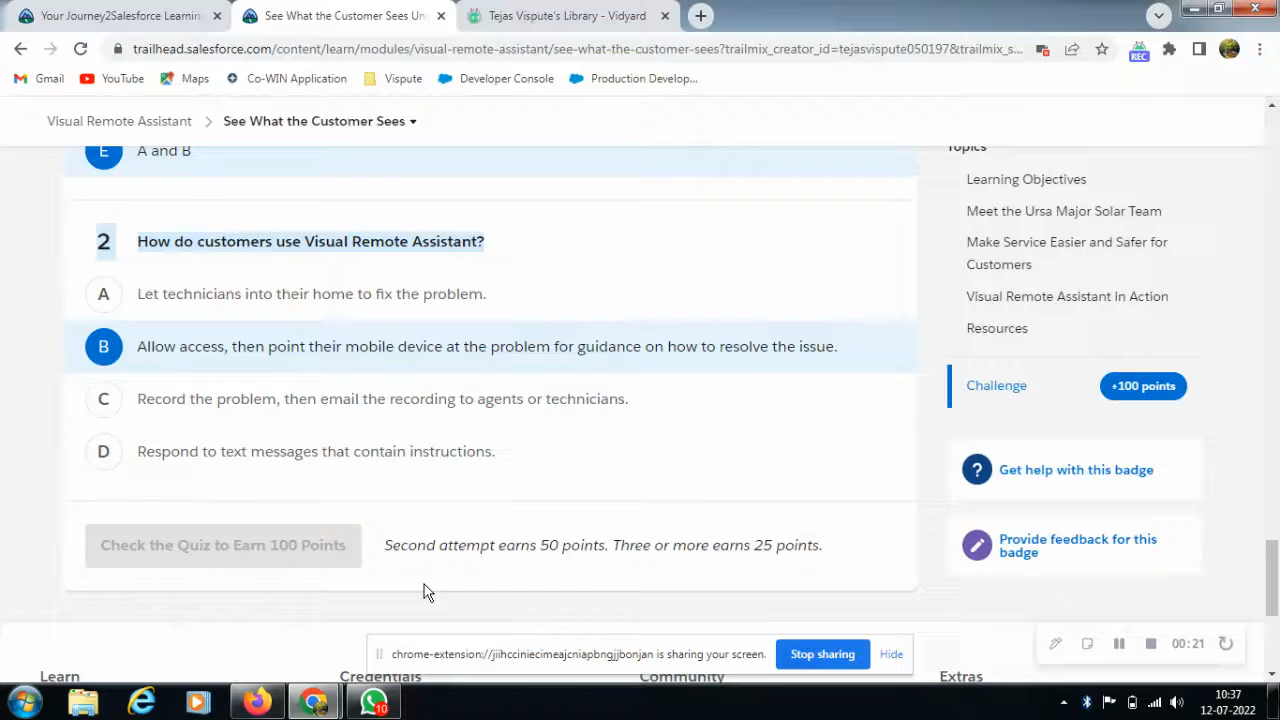 Your Journey2Salesforce Learnin
See What the Customer Sees Un
Tejas Vispute's Library - Vidyard
trailhead.salesforce.com/content/learn/modules/visual-remote-assistant/see-what-the-customer-sees?trailmix_creator_id=tejasvispute050197&trailmix_s...
REC
Gmail
YouTube
Maps
Co-WIN Application
Vispute
Developer Console
Production Develop...
Visual Remote Assistant
See What the Customer Sees
E A and B
2 How do customers use Visual Remote Assistant?
A Let technicians into their home to fix the problem.
B Allow access, then point their mobile device at the problem for guidance on how to resolve the issue.
C Record the problem, then email the recording to agents or technicians.
D Respond to text messages that contain instructions.
Check the Quiz to Earn 100 Points
Second attempt earns 50 points. Three or more earns 25 points.
Topics
Learning Objectives
Meet the Ursa Major Solar Team
Make Service Easier and Safer for
Customers
Visual Remote Assistant in Action
Resources
Challenge
+100 points
? Get help with this badge
Provide feedback for this
badge
chrome-extension://jiihcciniecimeajcniapbngjjbonjan is sharing your screen.
Stop sharing
Hide
00:21
Learn
Credentials
Community
Extras
10
10:37
12-07-2022